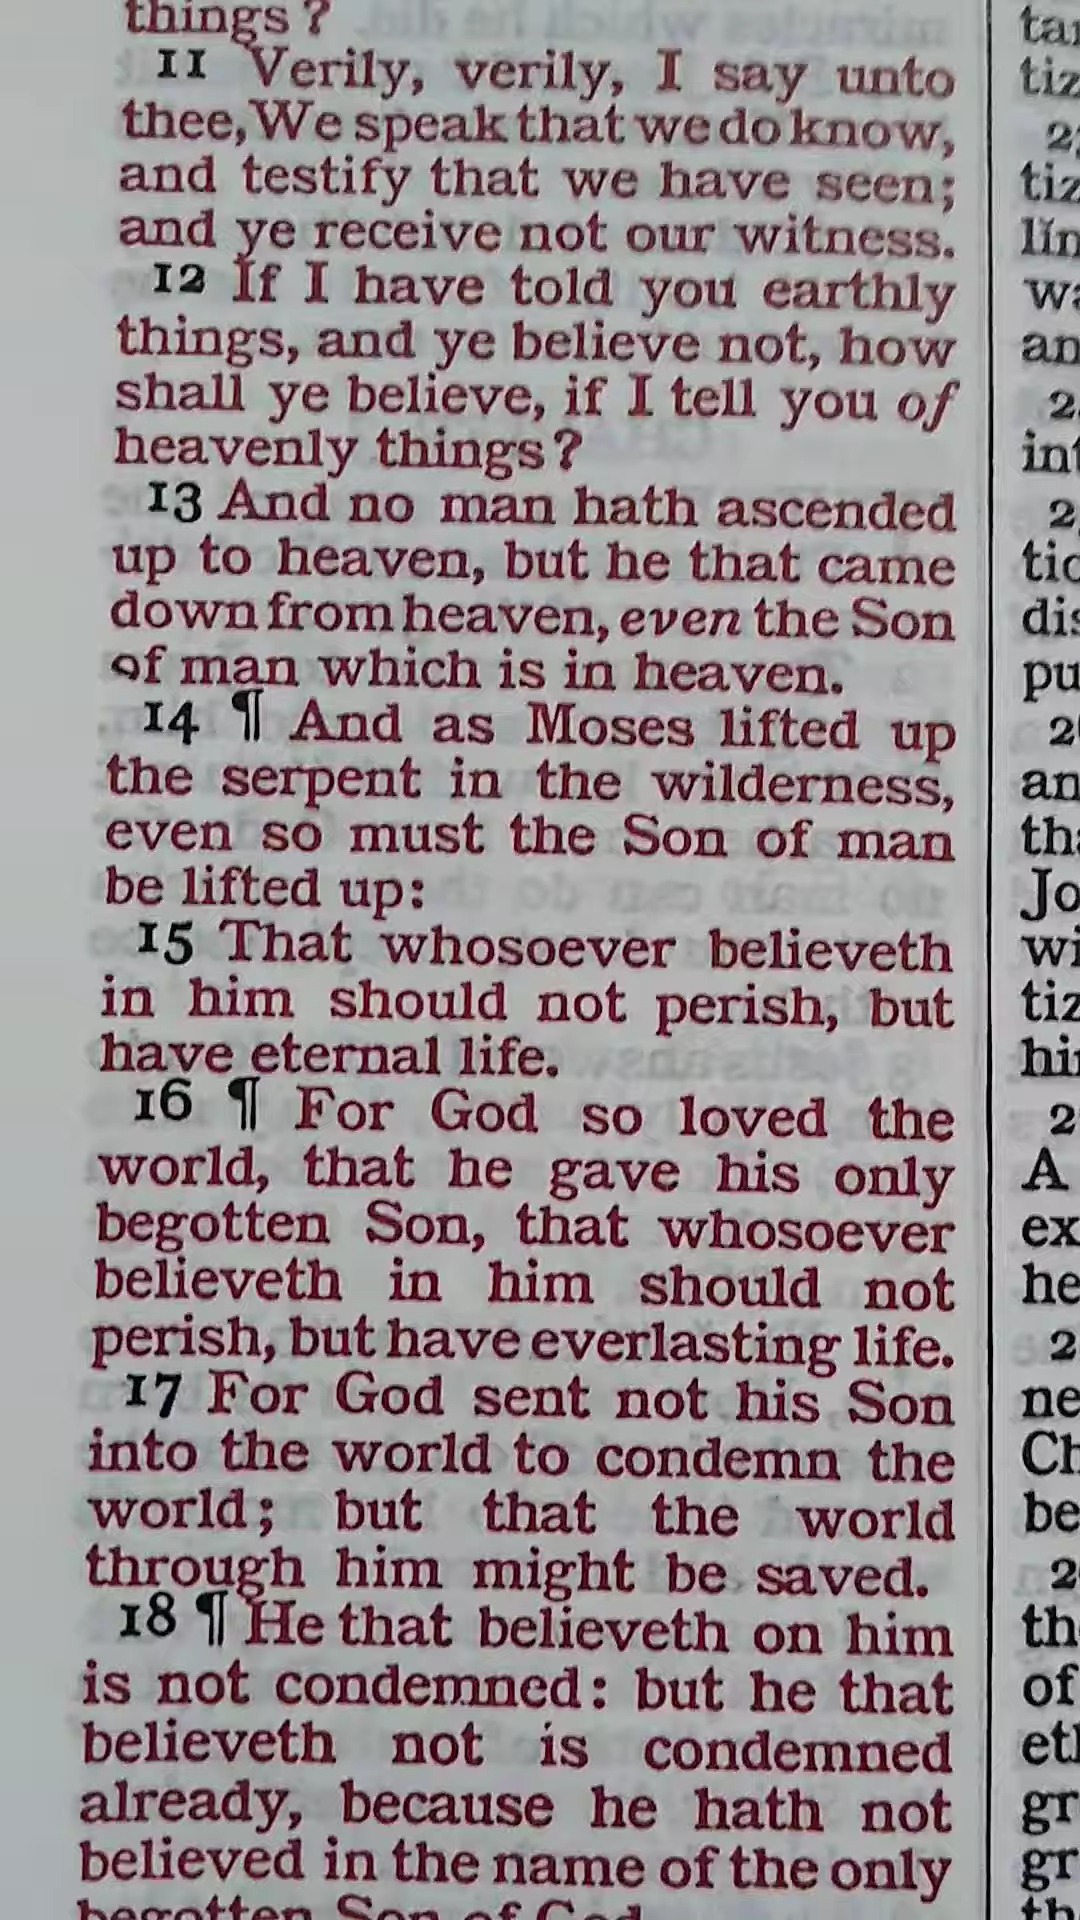 things?
11 Verily, verily, I say unto
thee, We speak that we do know,
and testify that we have seen;
and ye receive not our witness.
12 If I have told you earthly
things, and ye believe not, how
shall ye believe, if I tell you of
heavenly things?
13 And no man hath ascended
up to heaven, but he that came
down from heaven, even the Son
of man which is in heaven.
14 ¶ And as Moses lifted up
the serpent in the wilderness,
even so must the Son of man
be lifted up:
15 That whosoever believeth
in him should not perish, but
have eternal life.
16 ¶ For God so loved the
world, that he gave his only
begotten Son, that whosoever
believeth in him should not
perish, but have everlasting life.
17 For God sent not his Son
into the world to condemn the
world; but that the world
through him might be saved.
18 ¶ He that believeth on him
is not condemned: but he that
believeth not is condemned
already, because he hath not
believed in the name of the only
begotten Son of God